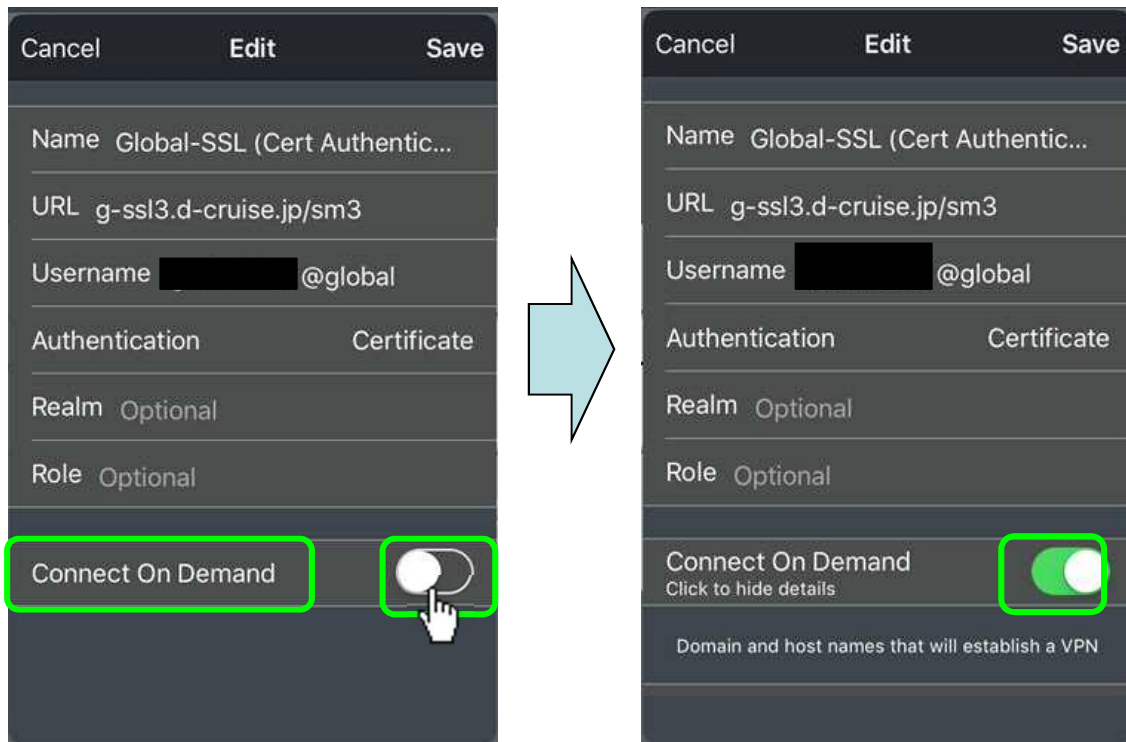 Cancel Edit Save
Name Global-SSL (Cert Authentic...
URL g-ssl3.d-cruise.jp/sm3
Username @global
Authentication Certificate
Realm Optional
Role Optional
Connect On Demand
Cancel Edit Save
Name Global-SSL (Cert Authentic...
URL g-ssl3.d-cruise.jp/sm3
Username @global
Authentication Certificate
Realm Optional
Role Optional
Connect On Demand
Click to hide details
Domain and host names that will establish a VPN